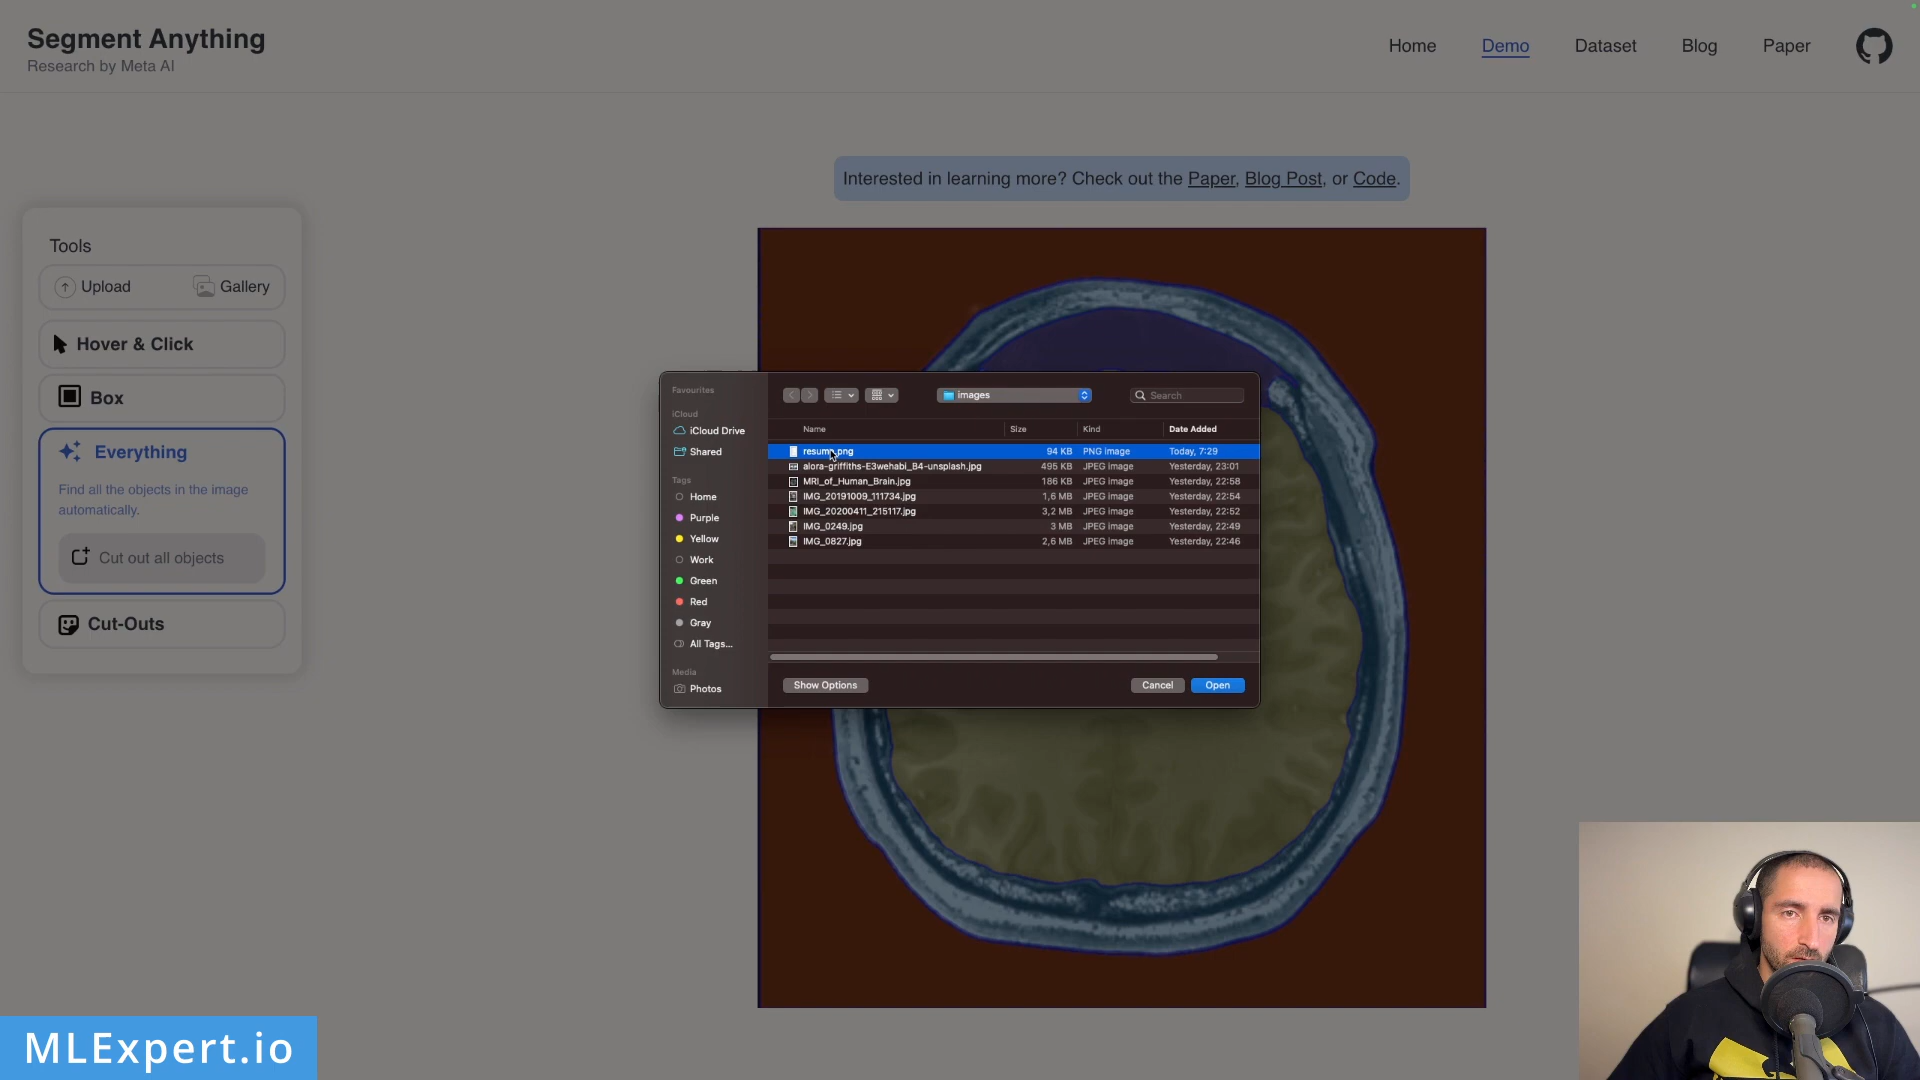 Segment Anything
Research by Meta AI
Home Demo Dataset Blog Paper
Interested in learning more? Check out the Paper, Blog Post, or Code.
Tools
Upload Gallery
Hover & Click
Box
Everything
Find all the objects in the image
automatically.
Cut out all objects
Cut-Outs
Favourites
iCloud
iCloud Drive
Shared
Tags
Home
Purple
Yellow
Work
Green
Red
Gray
All Tags...
Media
Photos
images
Search
Name Size Kind Date Added
resume.png 94 KB PNG image Today, 7:29
alora-griffiths-E3wehabi_B4-unsplash.jpg 495 KB JPEG image Yesterday, 23:01
MRI_of_Human_Brain.jpg 186 KB JPEG image Yesterday, 22:58
IMG_20191009_111734.jpg 1,6 MB JPEG image Yesterday, 22:54
IMG_20200411_215117.jpg 3,2 MB JPEG image Yesterday, 22:52
IMG_0249.jpg 3 MB JPEG image Yesterday, 22:49
IMG_0827.jpg 2,6 MB JPEG image Yesterday, 22:46
Show Options Cancel Open
MLExpert.io